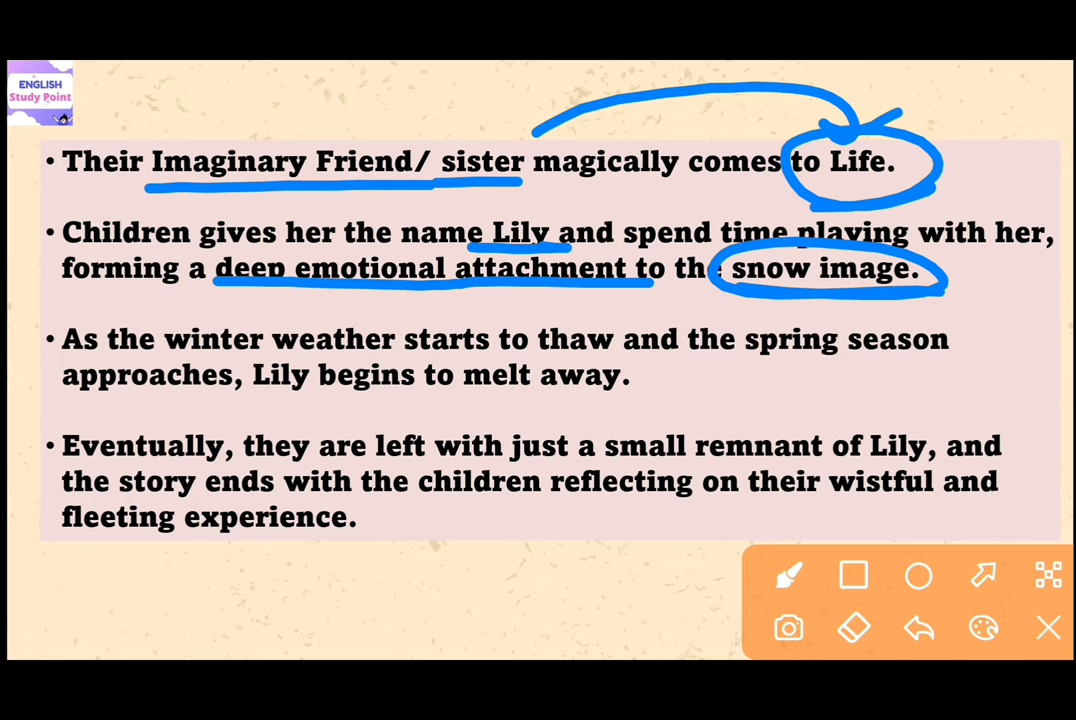 ENGLISH
Study Point
• Their Imaginary Friend/ sister magically comes to Life.
• Children gives her the name Lily and spend time playing with her,
forming a deep emotional attachment to the snow image.
• As the winter weather starts to thaw and the spring season
approaches, Lily begins to melt away.
• Eventually, they are left with just a small remnant of Lily, and
the story ends with the children reflecting on their wistful and
fleeting experience.